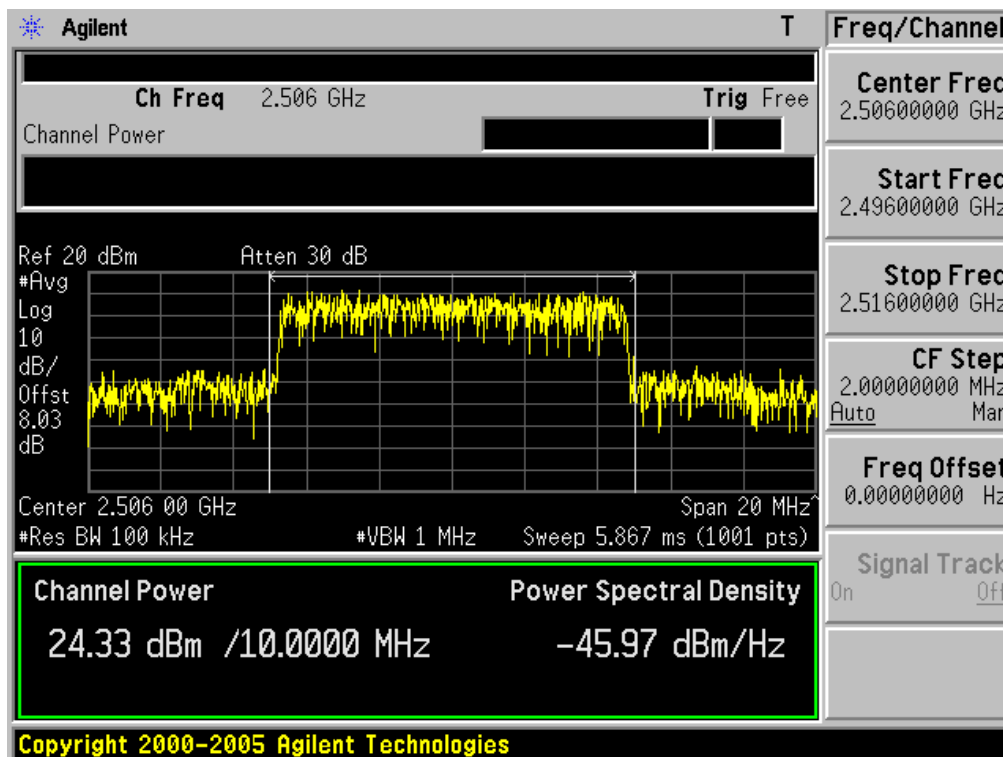 Agilent T
Ch Freq 2.506 GHz Trig Free
Channel Power
Ref 20 dBm Atten 30 dB
#Avg
Log
10
dB/
Offst
8.03
dB
Center 2.506 00 GHz Span 20 MHz^
#Res BW 100 kHz #VBW 1 MHz Sweep 5.867 ms (1001 pts)
Channel Power Power Spectral Density
24.33 dBm /10.0000 MHz -45.97 dBm/Hz
Copyright 2000-2005 Agilent Technologies
Freq/Channel
Center Freq
2.50600000 GHz
Start Freq
2.49600000 GHz
Stop Freq
2.51600000 GHz
CF Step
2.00000000 MHz
Auto Man
Freq Offset
0.00000000 Hz
Signal Track
On Off